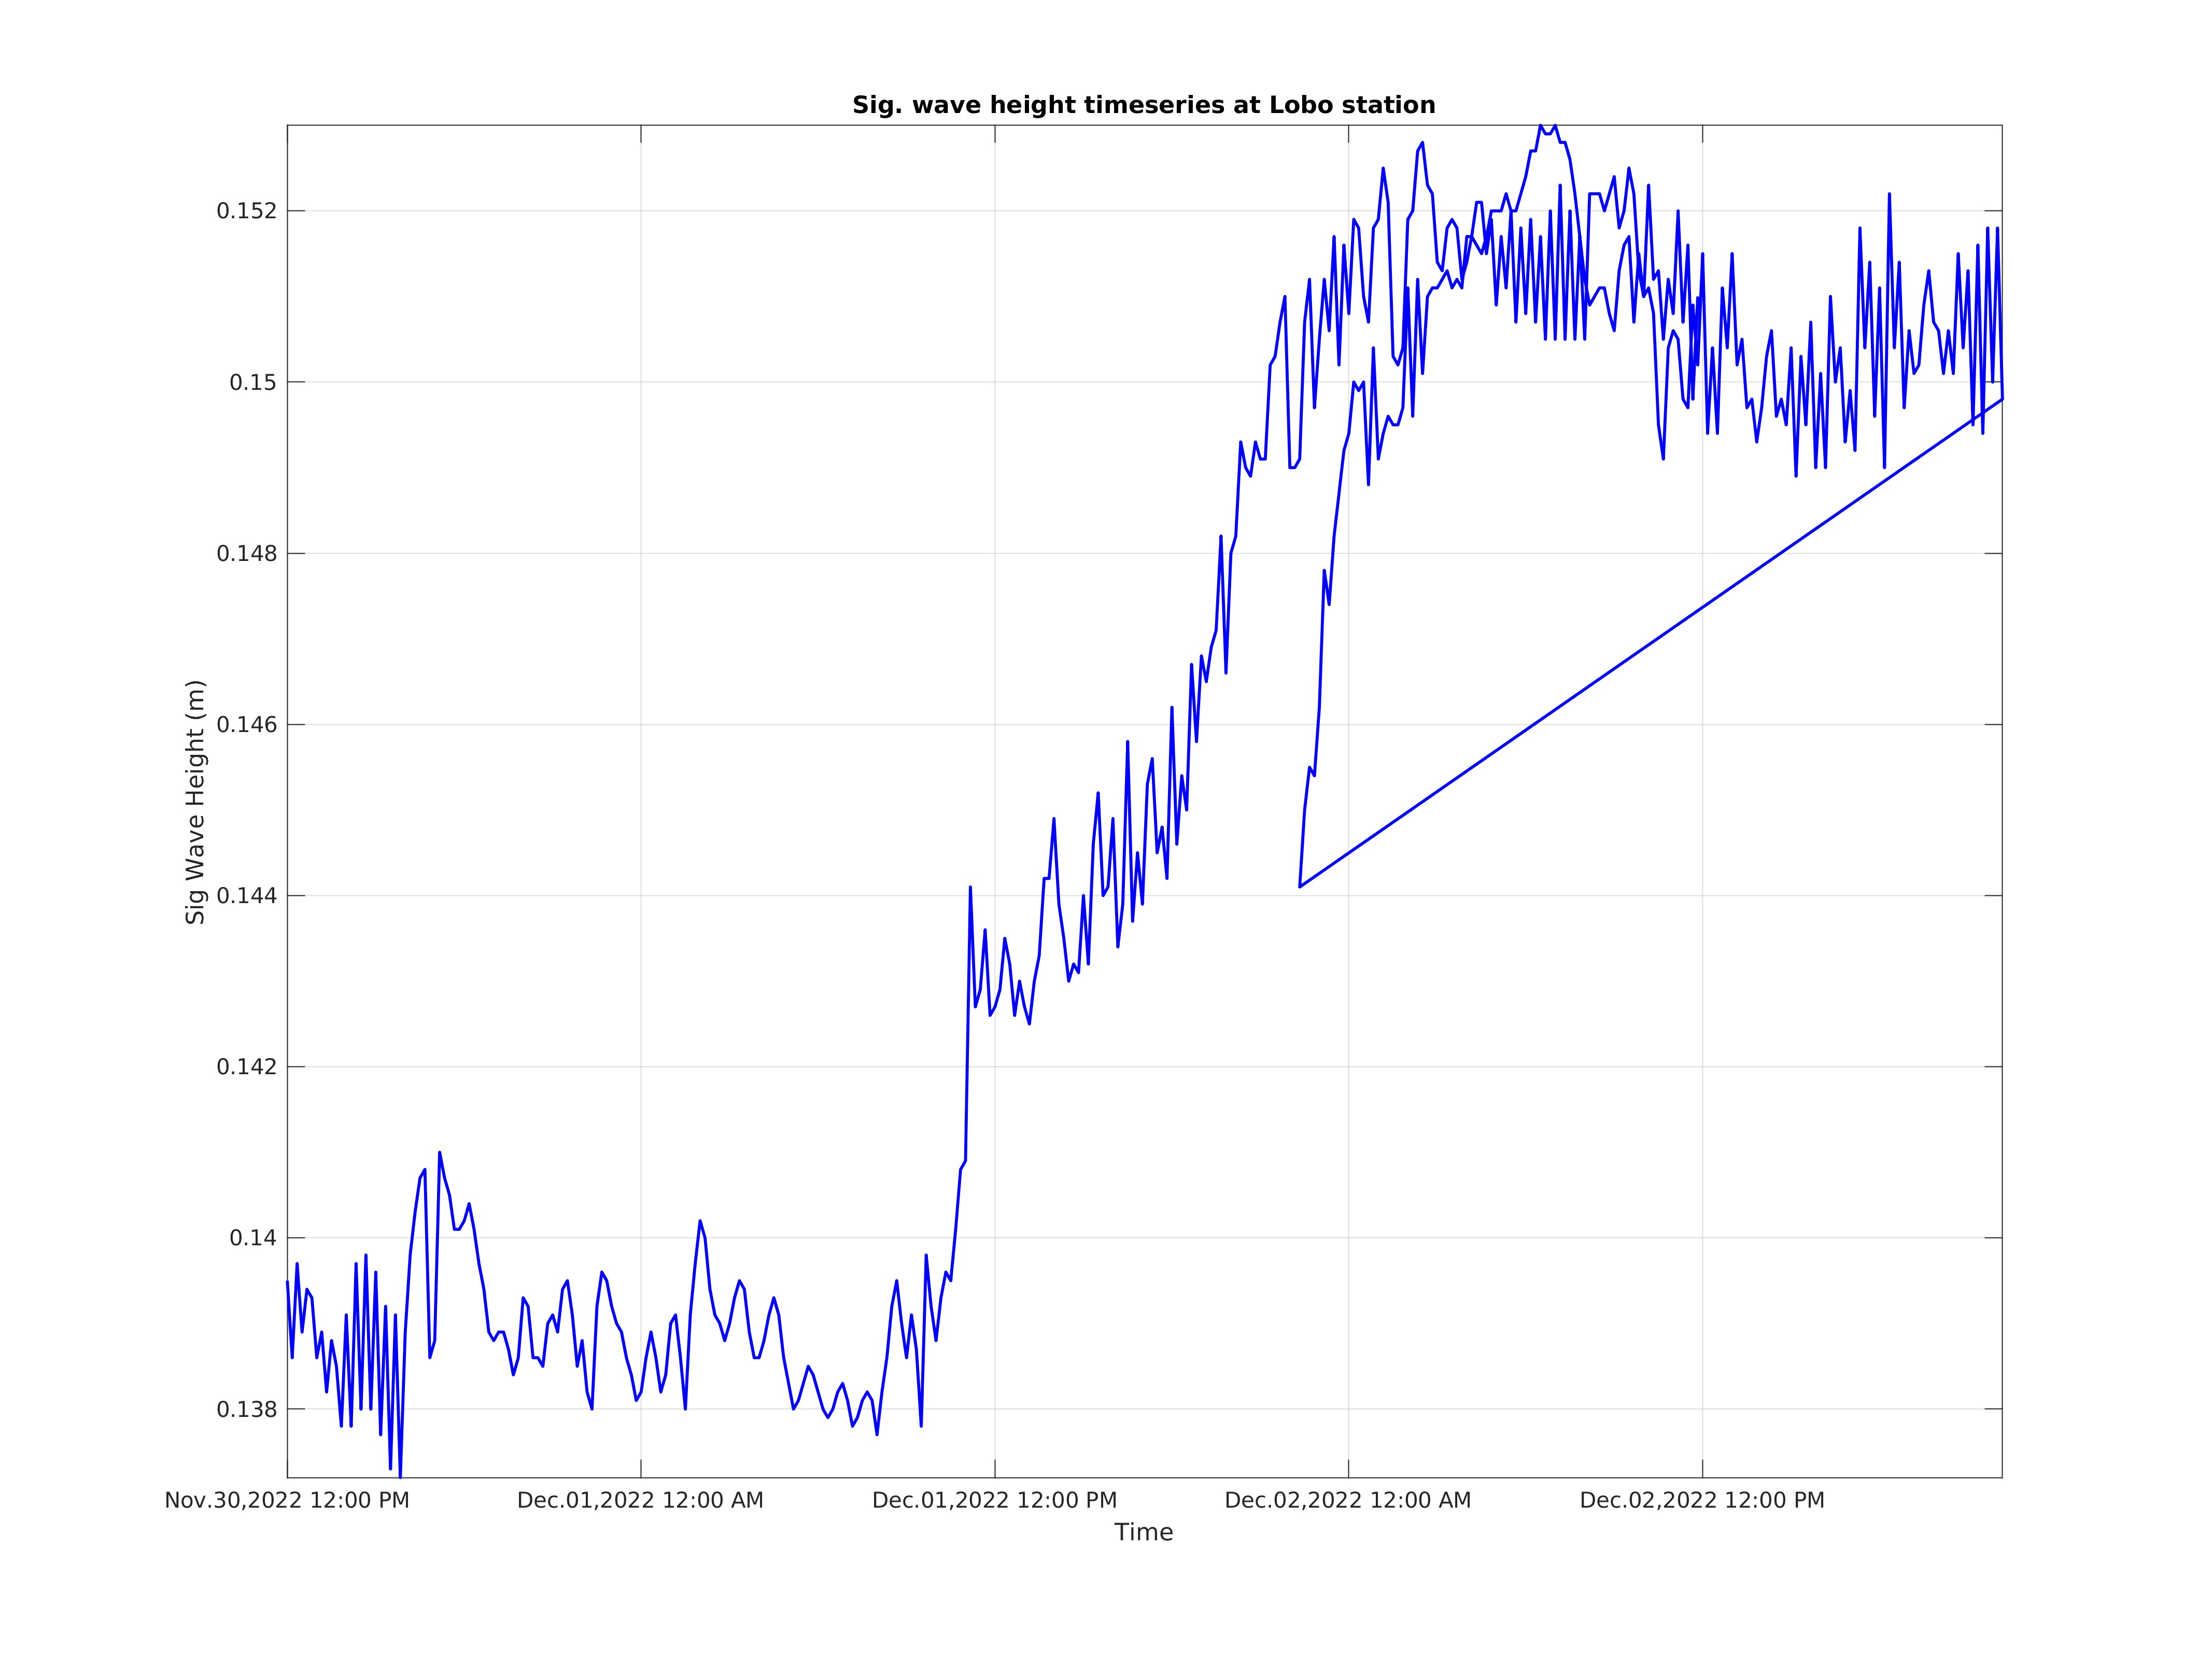 Sig. wave height timeseries at Lobo station
Sig Wave Height (m)
0.152
0.15
0.148
0.146
0.144
0.142
0.14
0.138
Nov.30,2022 12:00 PM
Dec.01,2022 12:00 AM
Dec.01,2022 12:00 PM
Dec.02,2022 12:00 AM
Dec.02,2022 12:00 PM
Time